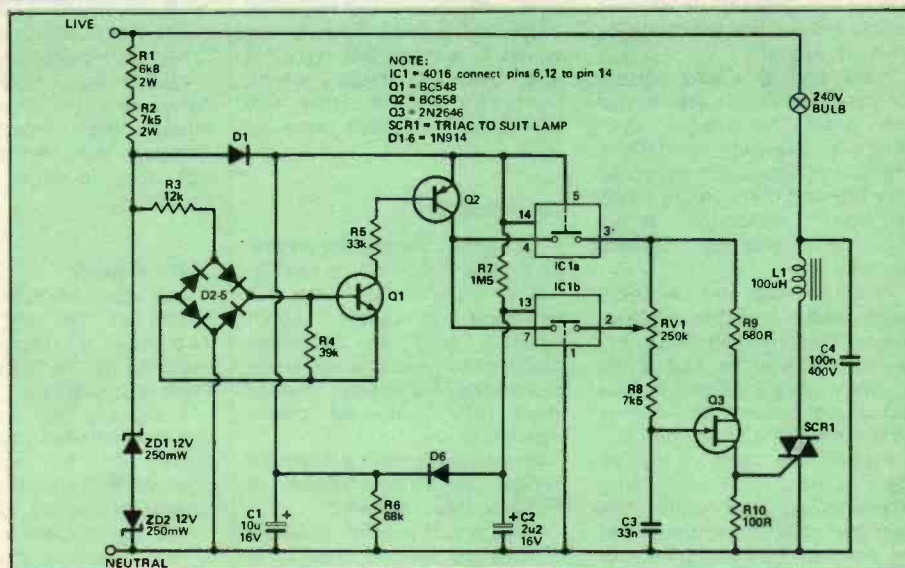 LIVE
R1
6k8
2W
R2
7k5
2W
NOTE:
IC1 = 4016 connect pins 6,12 to pin 14
Q1 = BC548
Q2 = BC558
Q3 = 2N2646
SCR1 = TRIAC TO SUIT LAMP
D1-6 = 1N914
240V
BULB
D1
R3
12k
Q2
5
14
4
3
IC1a
R5
33k
D2-5
Q1
R7
1M5
IC1b
13
7
2
1
RV1
250k
R9
680R
L1
100uH
R4
39k
R8
7k5
C4
100n
400V
Q3
SCR1
ZD1 12V
250mW
D6
ZD2 12V
250mW
C1
10u
16V
+
R6
68k
+
C2
2u2
16V
C3
33n
R10
100R
NEUTRAL